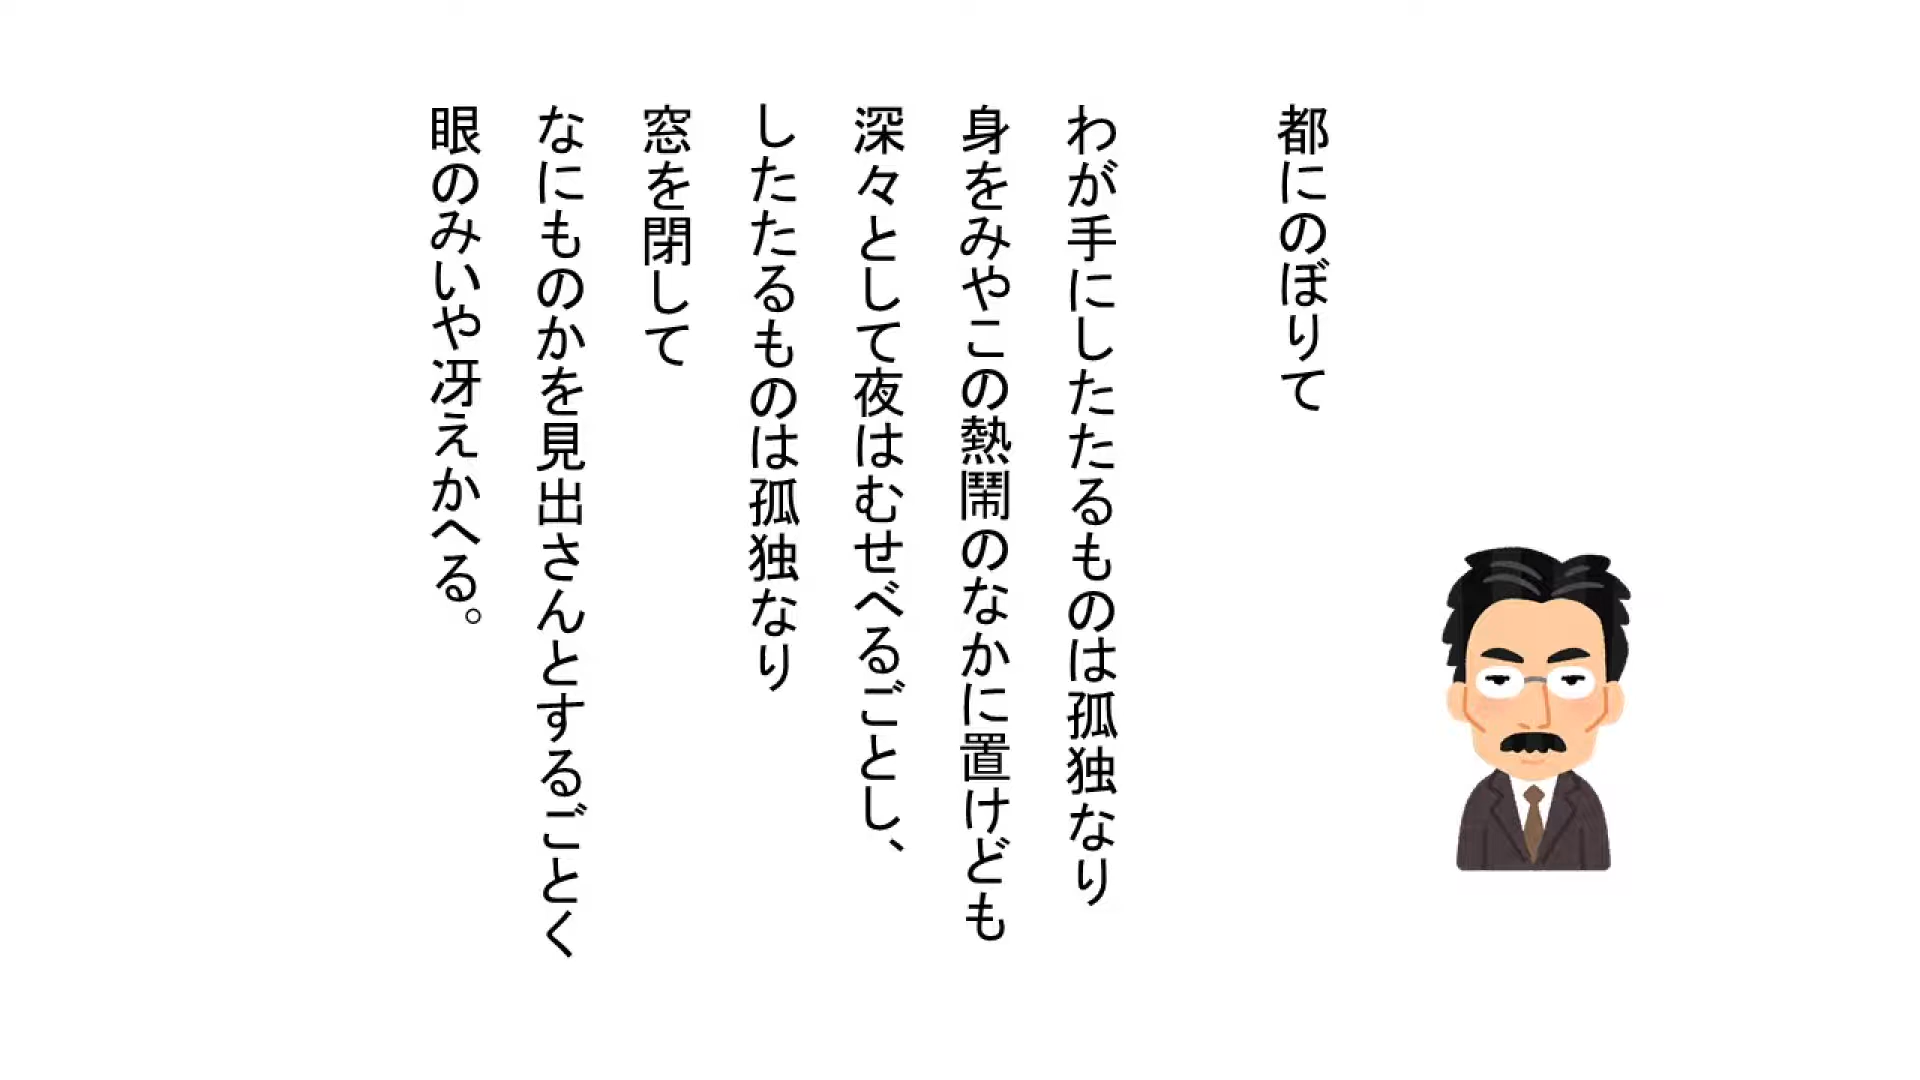 都にのぼりて
わが手にしたたるものは孤独なり
身をみやこの熱鬧のなかに置けども
深々として夜はむせべるごとし、
したたるものは孤独なり
窓を閉して
なにものかを見出さんとするごとく
眼のみいや冴えかへる。